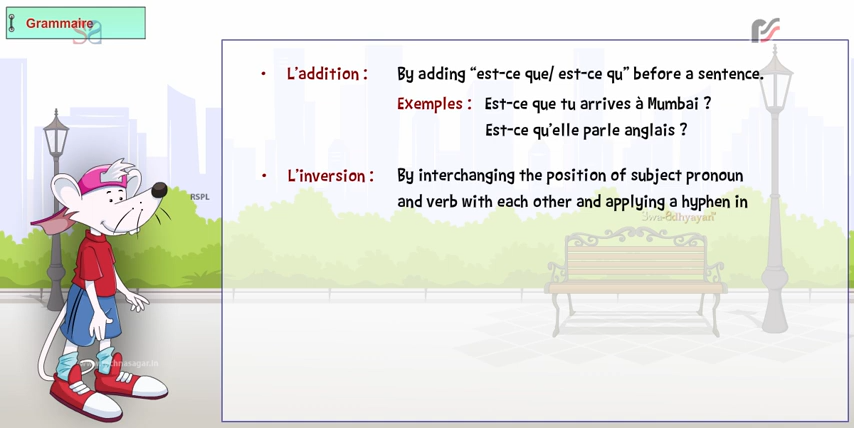 Grammaire
• L'addition : By adding "est-ce que/ est-ce qu" before a sentence.
Exemples : Est-ce que tu arrives à Mumbai ?
Est-ce qu'elle parle anglais ?
• L'inversion : By interchanging the position of subject pronoun
and verb with each other and applying a hyphen in
RSPL